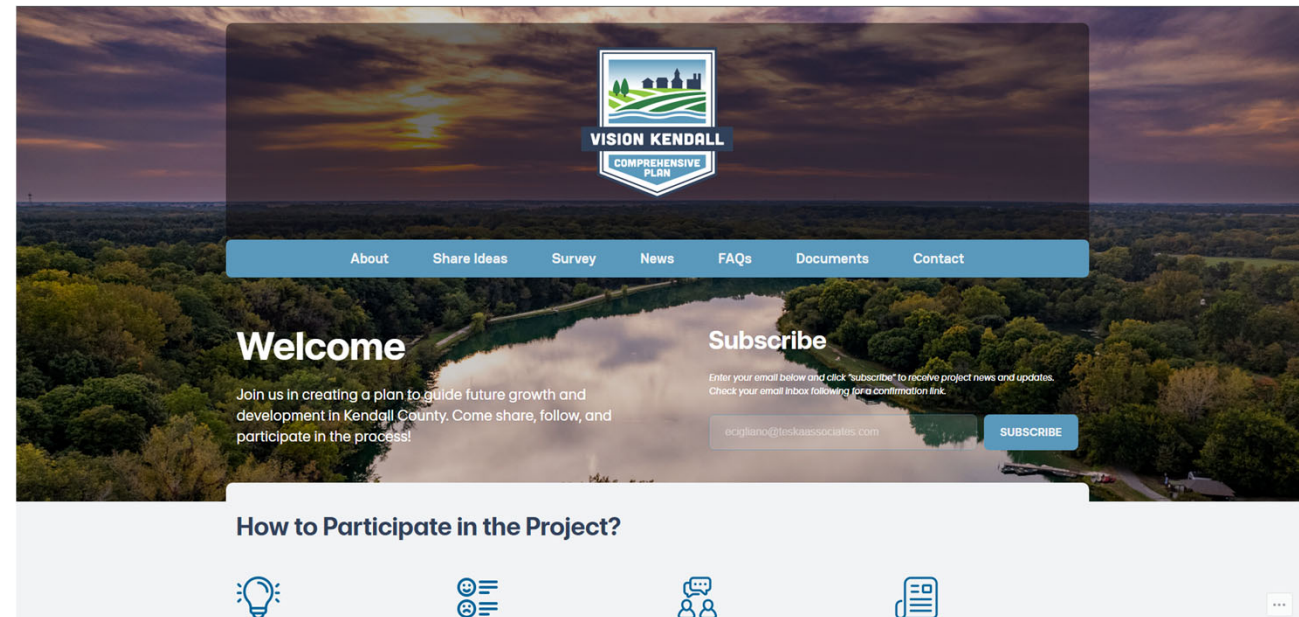 VISION KENDALL
COMPREHENSIVE
PLAN
About Share Ideas Survey News FAQs Documents Contact
Welcome
Join us in creating a plan to guide future growth and
development in Kendall County. Come share, follow, and
participate in the process!
Subscribe
Enter your email below and click "subscribe" to receive project news and updates.
Check your email inbox following for a confirmation link.
ecigliano@teskaassociates.com
SUBSCRIBE
How to Participate in the Project?